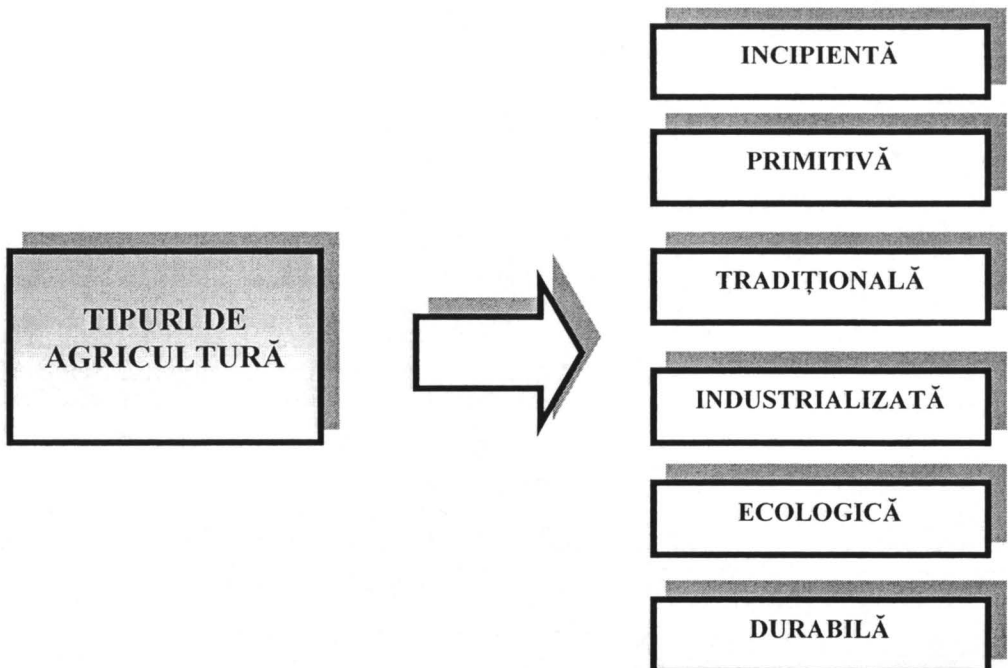 TIPURI DE
AGRICULTURĂ
INCIPIENTĂ
PRIMITIVĂ
TRADIȚIONALĂ
INDUSTRIALIZATĂ
ECOLOGICĂ
DURABILĂ